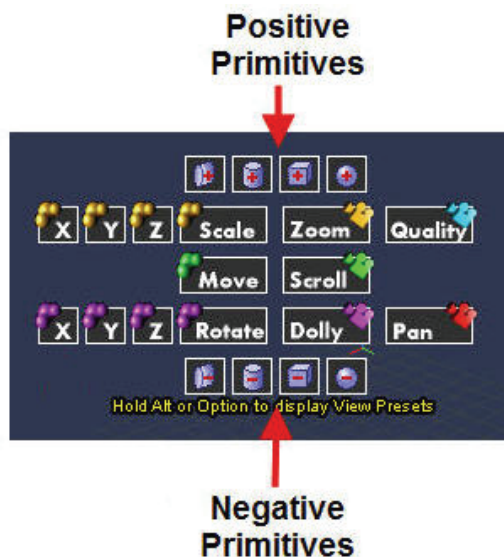 Positive
Primitives
X Y Z Scale Zoom Quality
Move Scroll
X Y Z Rotate Dolly Pan
Hold Alt or Option to display View Presets
Negative
Primitives